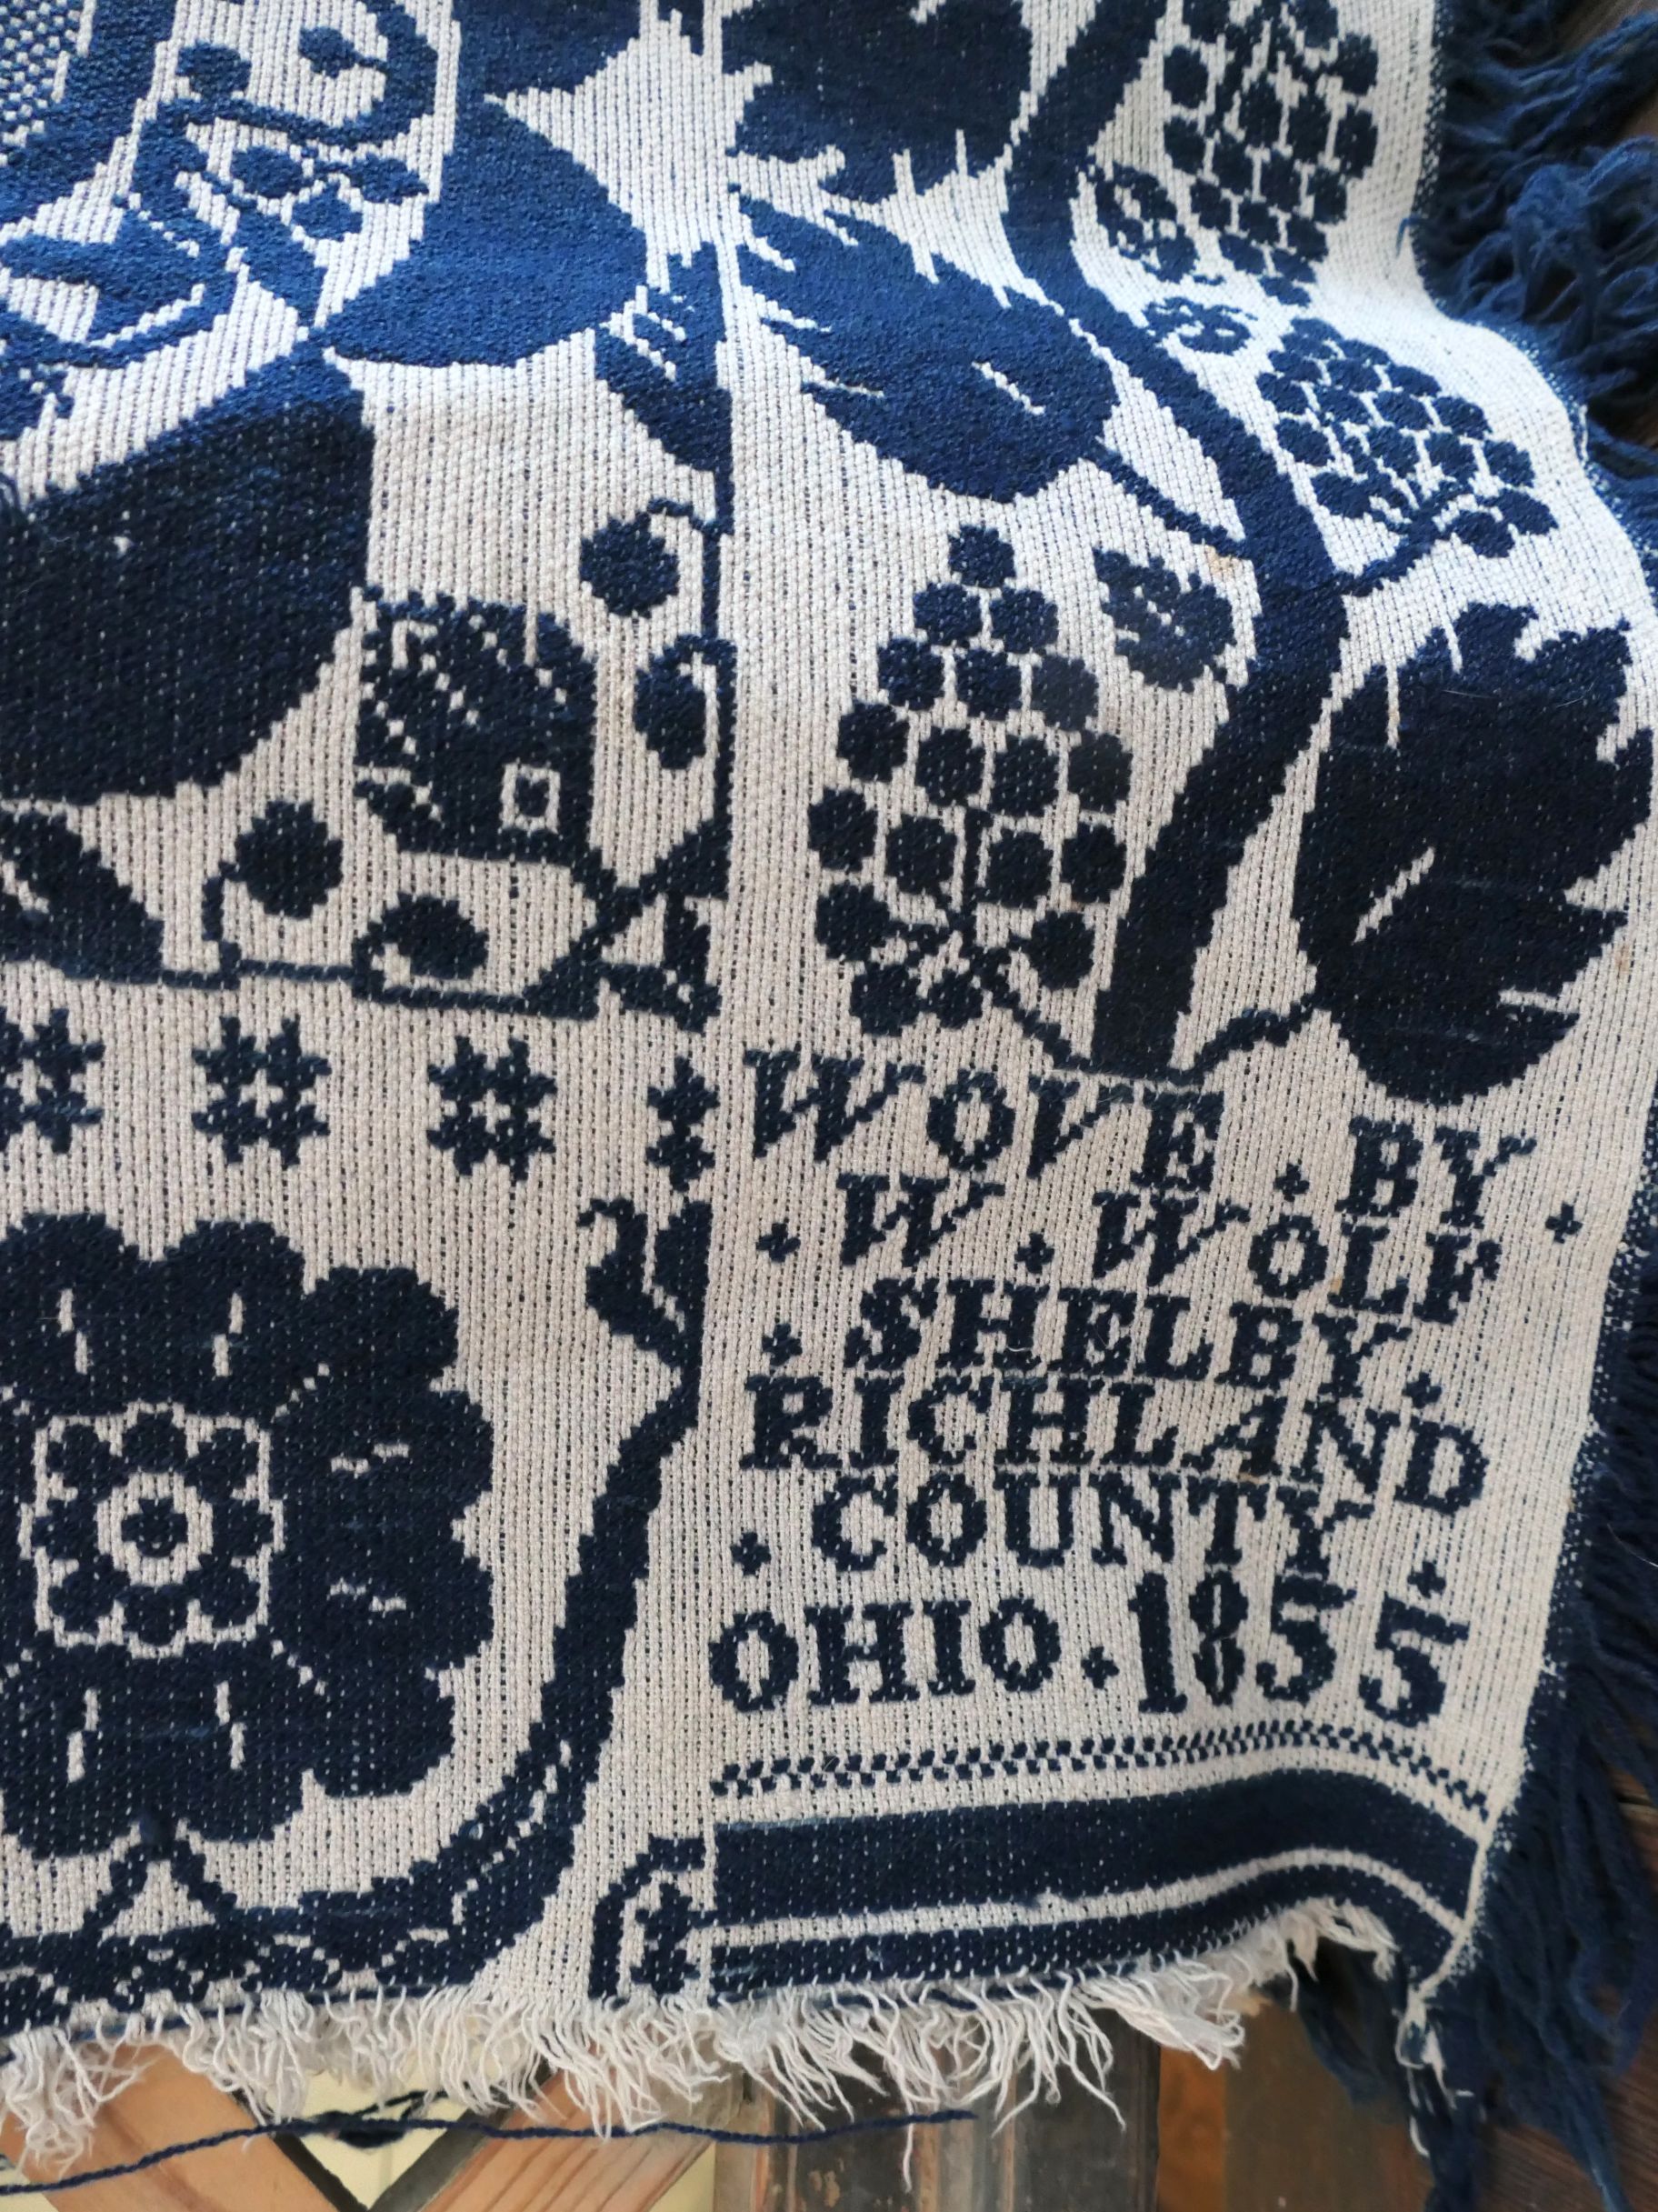 WOVE · BY
· W · WOLF ·
· SHELBY ·
RICHLAND
· COUNTY ·
OHIO · 1855